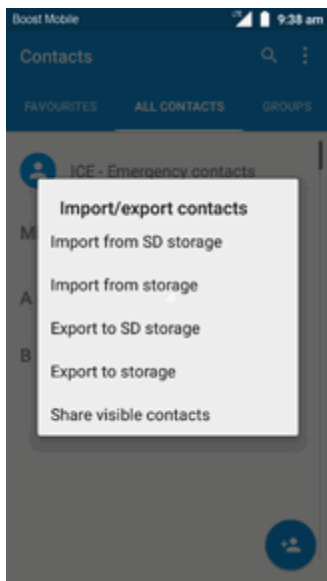 Boost Mobile LTE 9:38 am
Contacts
FAVOURITES ALL CONTACTS GROUPS
ICE - Emergency contacts
M
Import/export contacts
Import from SD storage
A
Import from storage
Export to SD storage
B
Export to storage
Share visible contacts